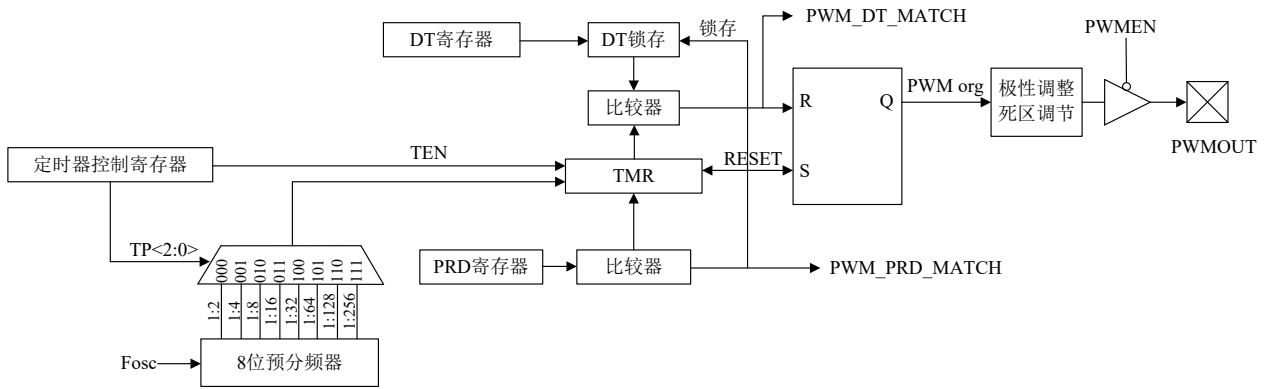 DT寄存器
DT锁存
锁存
PWM_DT_MATCH
PWMEN
比较器
R
Q
PWM org
极性调整
死区调节
S
PWMOUT
定时器控制寄存器
TEN
TMR
RESET
TP<2:0>
000
001
010
011
100
101
110
111
PRD寄存器
比较器
PWM_PRD_MATCH
1:2
1:4
1:8
1:16
1:32
1:64
1:128
1:256
Fosc
8位预分频器